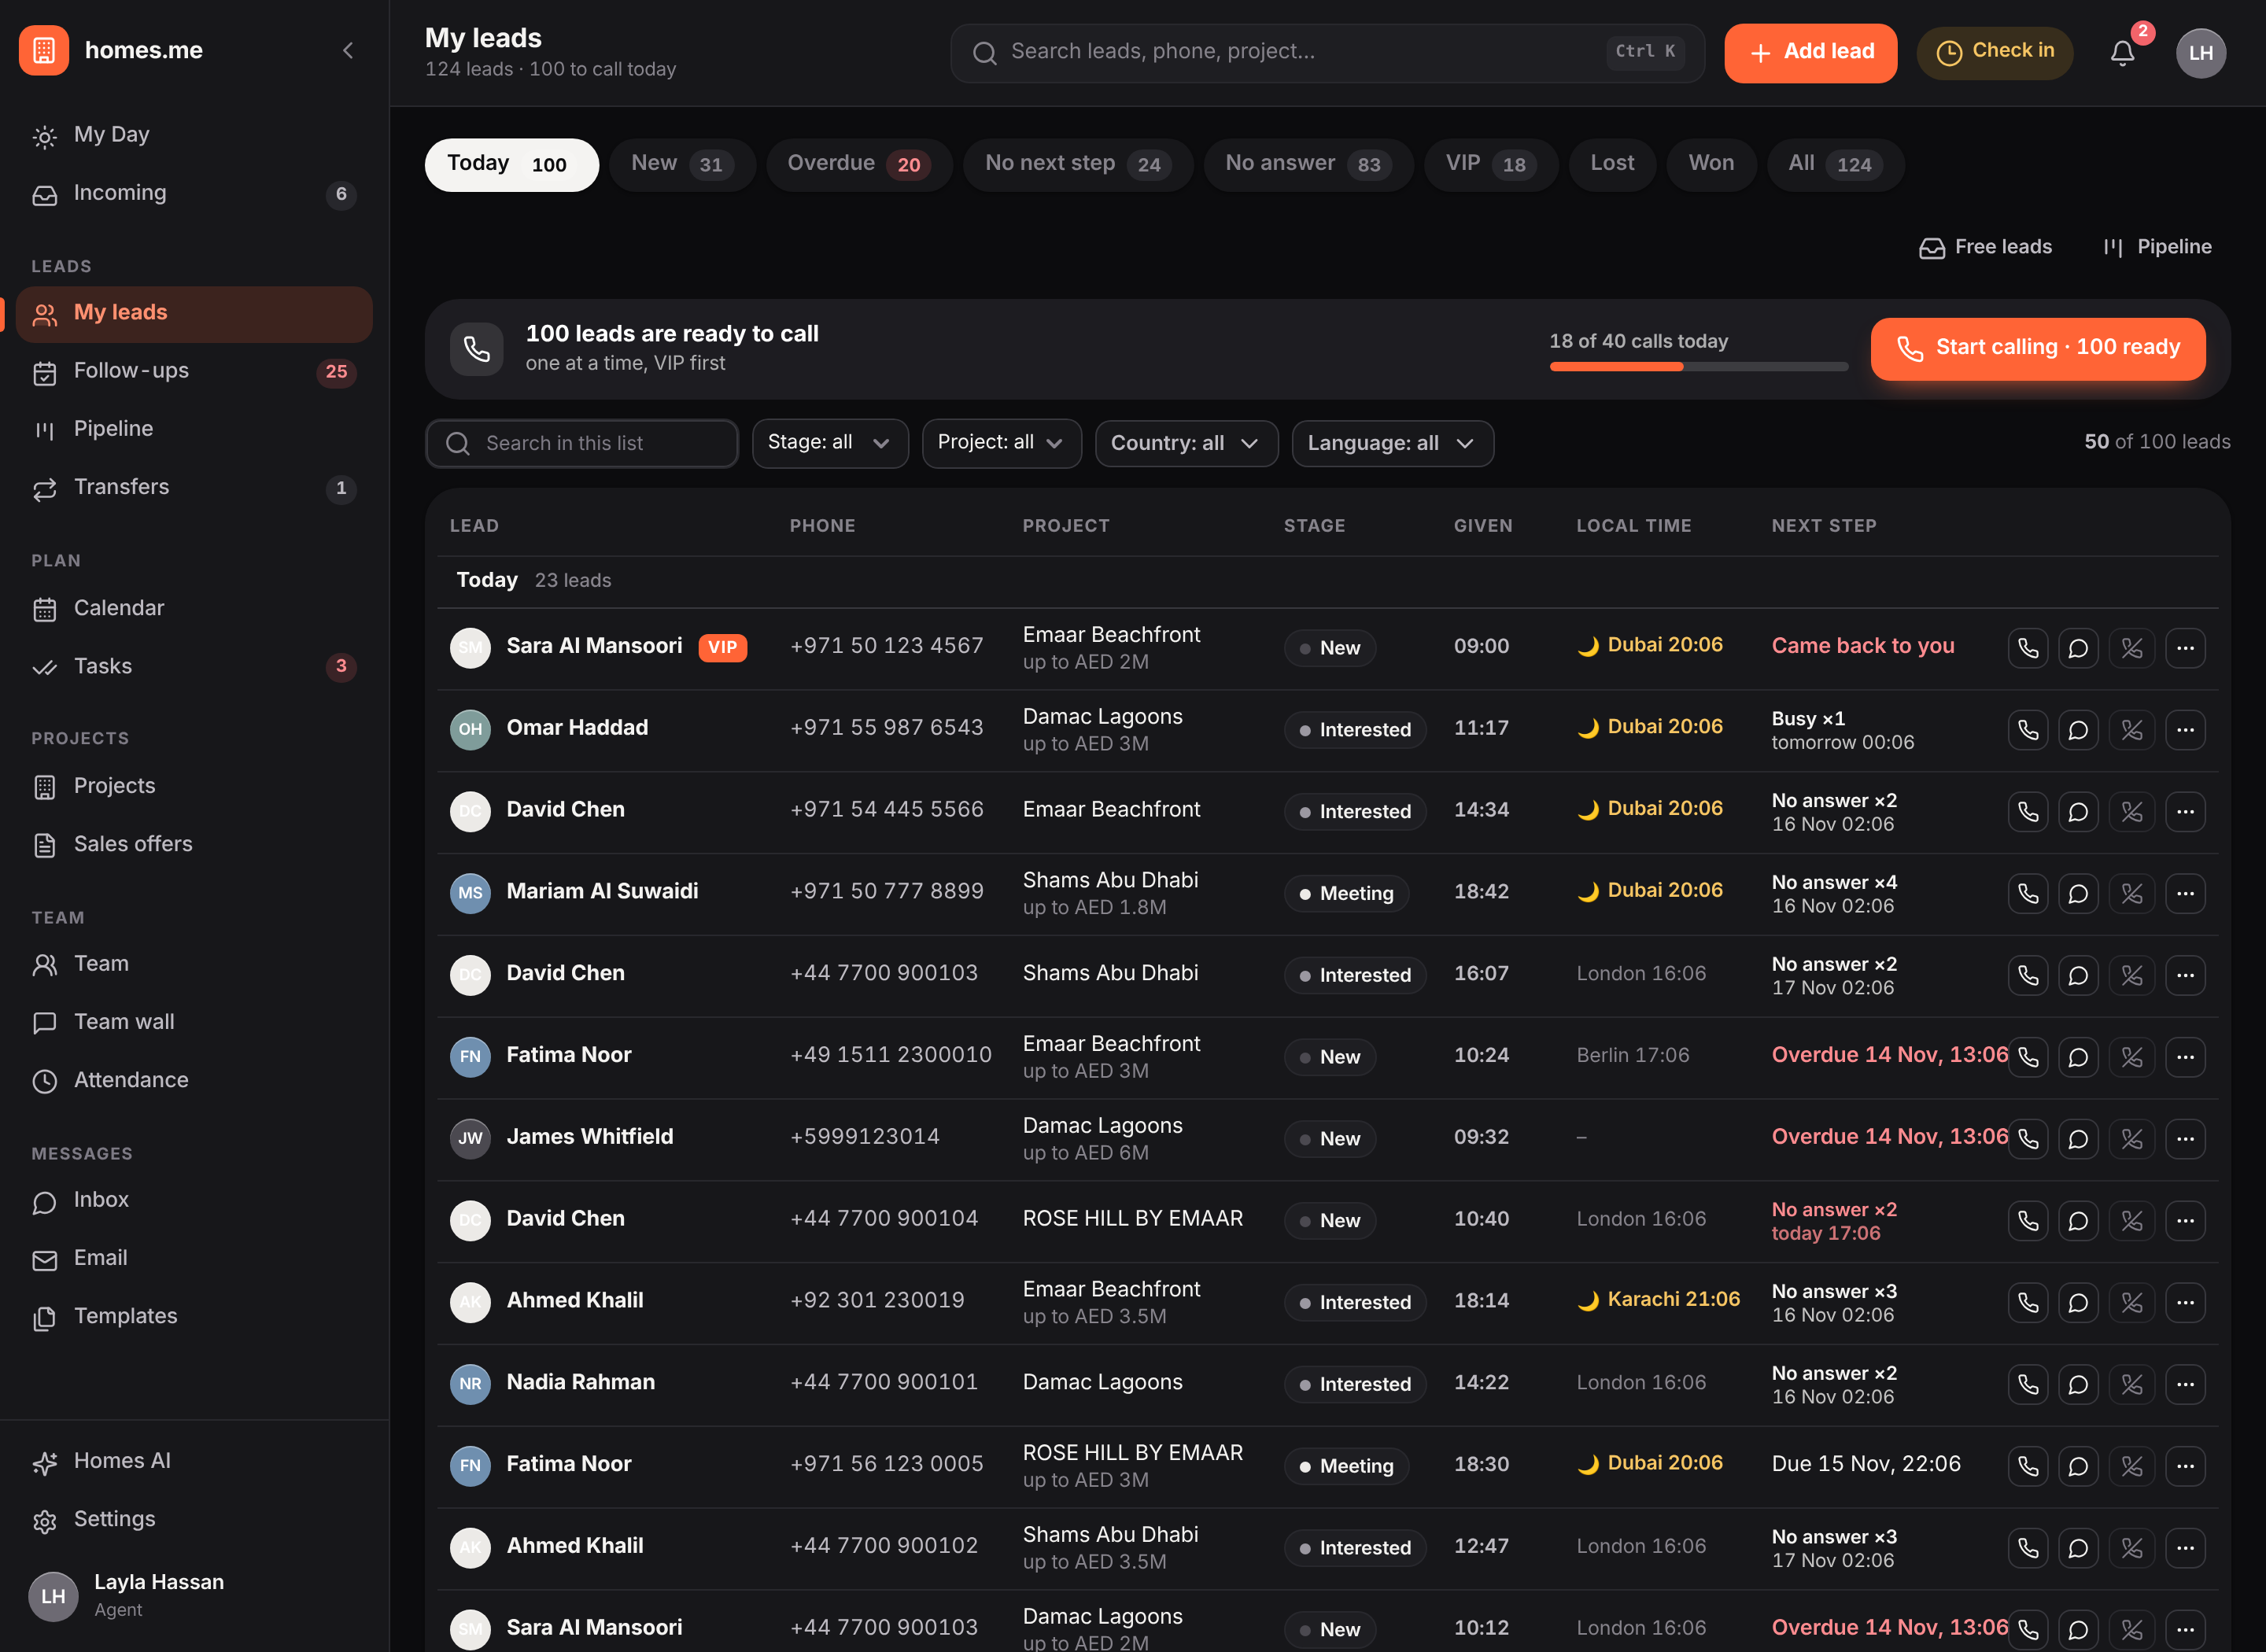 homes.me
My Day
Incoming 6
LEADS
My leads
Follow-ups 25
Pipeline
Transfers 1
PLAN
Calendar
Tasks 3
PROJECTS
Projects
Sales offers
TEAM
Team
Team wall
Attendance
MESSAGES
Inbox
Email
Templates
Homes AI
Settings
LH Layla Hassan
Agent
My leads
124 leads · 100 to call today
Search leads, phone, project... Ctrl K
Add lead
Check in
2
LH
Today 100 New 31 Overdue 20 No next step 24 No answer 83 VIP 18 Lost Won All 124
Free leads Pipeline
100 leads are ready to call
one at a time, VIP first
18 of 40 calls today
Start calling · 100 ready
Search in this list Stage: all Project: all Country: all Language: all 50 of 100 leads
LEAD PHONE PROJECT STAGE GIVEN LOCAL TIME NEXT STEP
Today 23 leads
SM Sara Al Mansoori VIP +971 50 123 4567 Emaar Beachfront New 09:00 Dubai 20:06 Came back to you
up to AED 2M
OH Omar Haddad +971 55 987 6543 Damac Lagoons Interested 11:17 Dubai 20:06 Busy ×1
up to AED 3M tomorrow 00:06
DC David Chen +971 54 445 5566 Emaar Beachfront Interested 14:34 Dubai 20:06 No answer ×2
16 Nov 02:06
MS Mariam Al Suwaidi +971 50 777 8899 Shams Abu Dhabi Meeting 18:42 Dubai 20:06 No answer ×4
up to AED 1.8M 16 Nov 02:06
DC David Chen +44 7700 900103 Shams Abu Dhabi Interested 16:07 London 16:06 No answer ×2
17 Nov 02:06
FN Fatima Noor +49 1511 2300010 Emaar Beachfront New 10:24 Berlin 17:06 Overdue 14 Nov, 13:06
up to AED 3M
JW James Whitfield +5999123014 Damac Lagoons New 09:32 – Overdue 14 Nov, 13:06
up to AED 6M
DC David Chen +44 7700 900104 ROSE HILL BY EMAAR New 10:40 London 16:06 No answer ×2
today 17:06
AK Ahmed Khalil +92 301 230019 Emaar Beachfront Interested 18:14 Karachi 21:06 No answer ×3
up to AED 3.5M 16 Nov 02:06
NR Nadia Rahman +44 7700 900101 Damac Lagoons Interested 14:22 London 16:06 No answer ×2
16 Nov 02:06
FN Fatima Noor +971 56 123 0005 ROSE HILL BY EMAAR Meeting 18:30 Dubai 20:06 Due 15 Nov, 22:06
up to AED 3M
AK Ahmed Khalil +44 7700 900102 Shams Abu Dhabi Interested 12:47 London 16:06 No answer ×3
up to AED 3.5M 17 Nov 02:06
SM Sara Al Mansoori +44 7700 900103 Damac Lagoons New 10:12 London 16:06 Overdue 14 Nov, 13:06
up to AED 2M